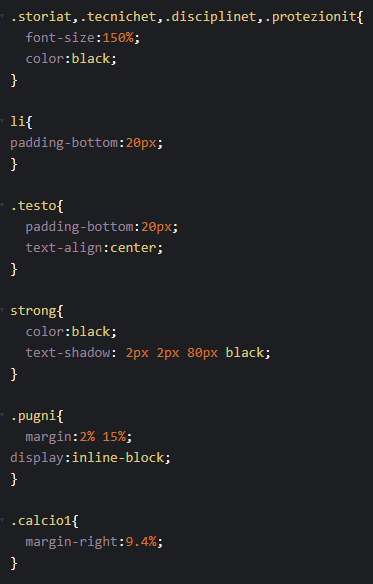 .storiat,.tecnichet,.disciplinet,.protezionit{
font-size:150%;
color:black;
}
li{
padding-bottom:20px;
}
.testo{
padding-bottom:20px;
text-align:center;
}
strong{
color:black;
text-shadow: 2px 2px 80px black;
}
.pugni{
margin:2% 15%;
display:inline-block;
}
.calcio1{
margin-right:9.4%;
}